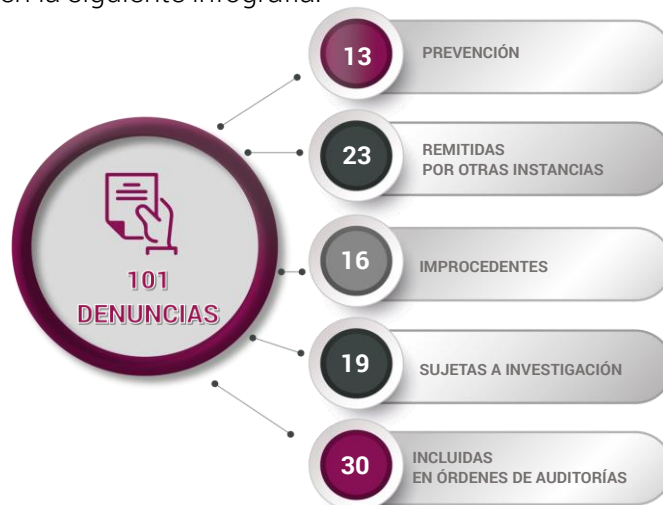 en la siguiente infografía:
13
PREVENCIÓN
23
REMITIDAS
POR OTRAS INSTANCIAS
16
IMPROCEDENTES
101
DENUNCIAS
19
SUJETAS A INVESTIGACIÓN
30
INCLUIDAS
EN ÓRDENES DE AUDITORÍAS